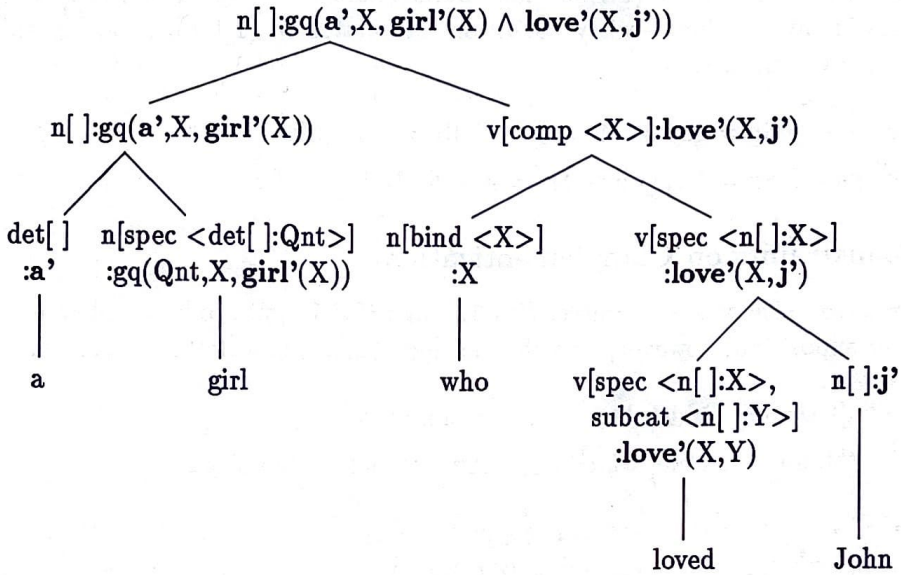 n[ ]:gq(a’,X, girl’(X) ∧ love’(X,j’))
n[ ]:gq(a’,X, girl’(X))
v[comp <X>]:love’(X,j’)
det[ ]
:a’
n[spec <det[ ]:Qnt>]
:gq(Qnt,X, girl’(X))
n[bind <X>]
:X
v[spec <n[ ]:X>]
:love’(X,j’)
a
girl
who
v[spec <n[ ]:X>,
subcat <n[ ]:Y>]
:love’(X,Y)
n[ ]:j’
loved
John